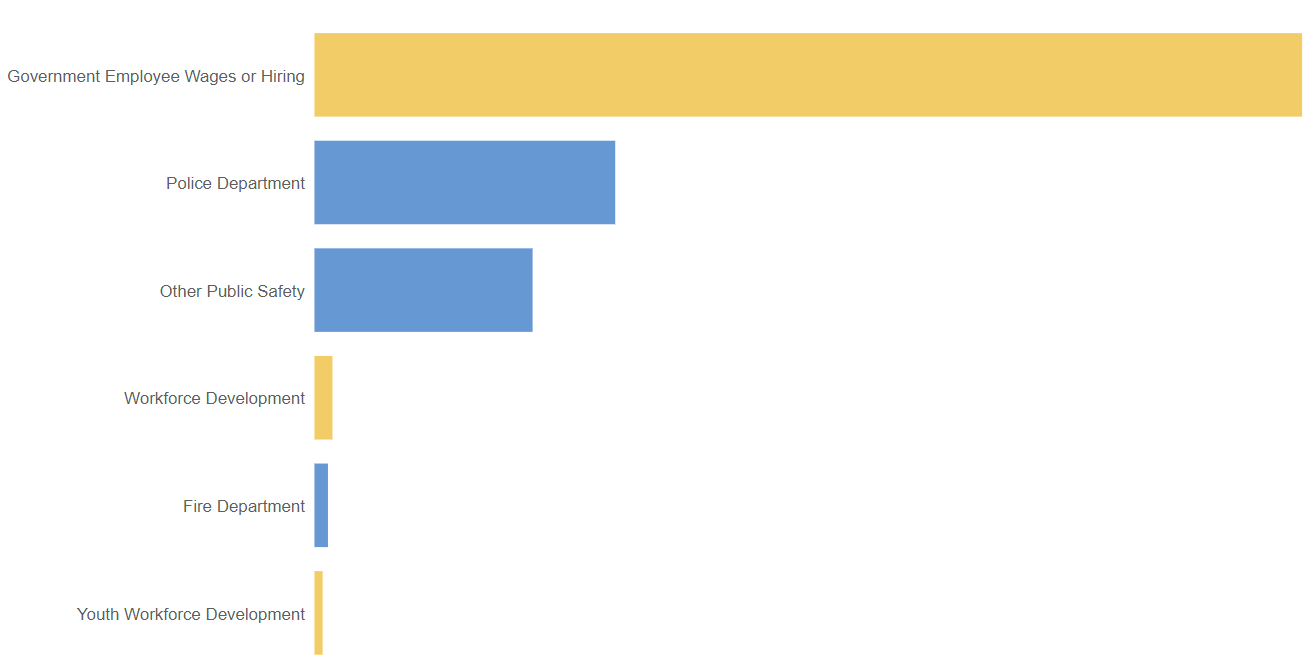 Government Employee Wages or Hiring
Police Department
Other Public Safety
Workforce Development
Fire Department
Youth Workforce Development